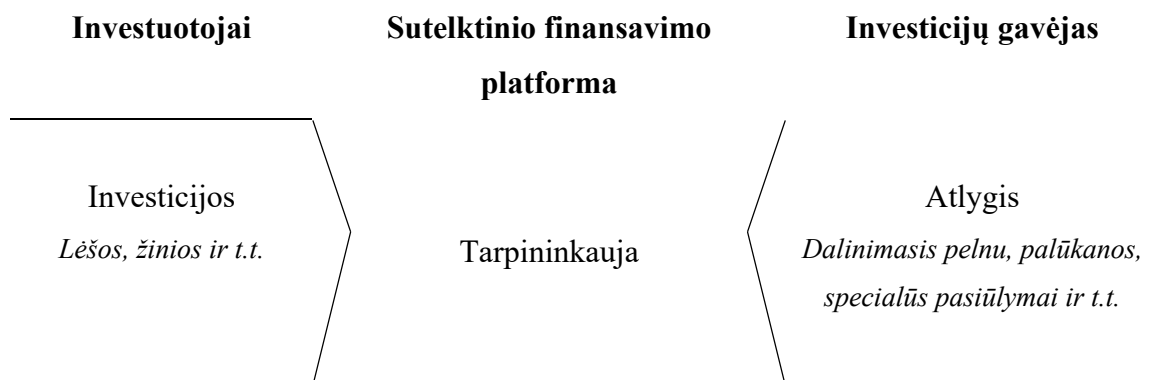 Investuotojai
Sutelktinio finansavimo
platforma
Investicijų gavėjas
Investicijos
Lėšos, žinios ir t.t.
Tarpininkauja
Atlygis
Dalinimasis pelnu, palūkanos,
specialūs pasiūlymai ir t.t.